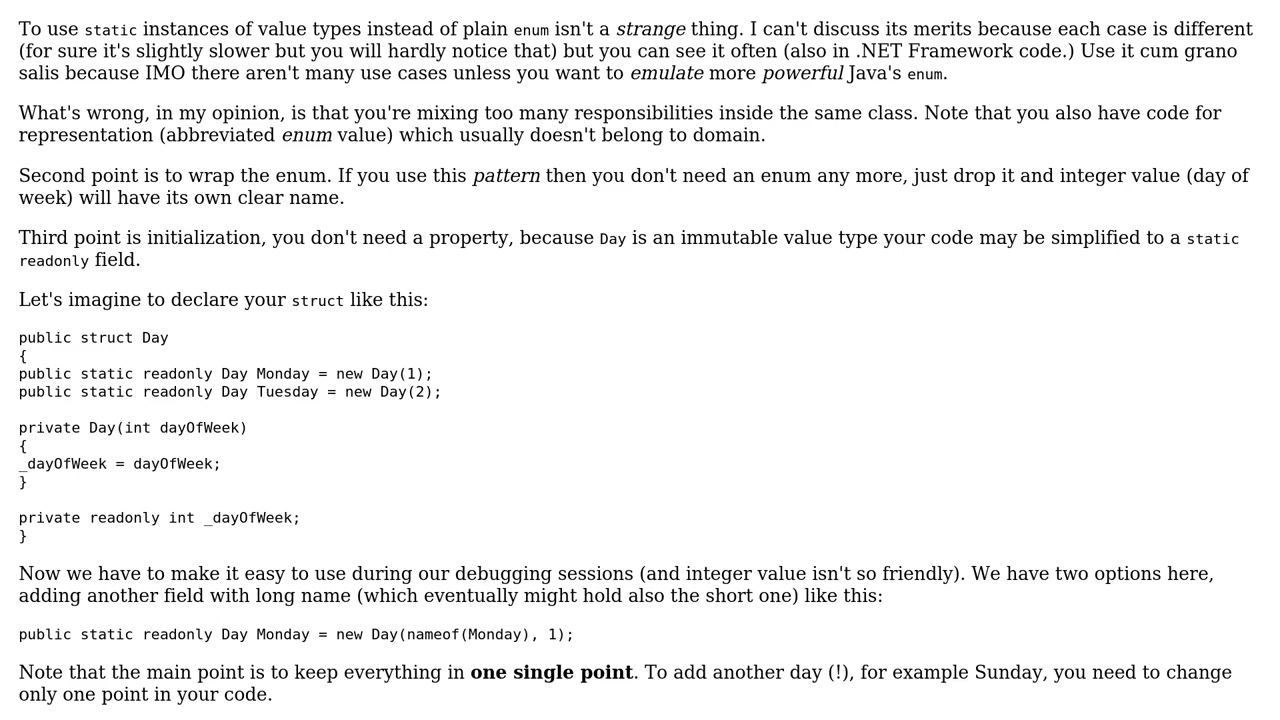 To use static instances of value types instead of plain enum isn't a strange thing. I can't discuss its merits because each case is different
(for sure it's slightly slower but you will hardly notice that) but you can see it often (also in .NET Framework code.) Use it cum grano
salis because IMO there aren't many use cases unless you want to emulate more powerful Java's enum.
What's wrong, in my opinion, is that you're mixing too many responsibilities inside the same class. Note that you also have code for
representation (abbreviated enum value) which usually doesn't belong to domain.
Second point is to wrap the enum. If you use this pattern then you don't need an enum any more, just drop it and integer value (day of
week) will have its own clear name.
Third point is initialization, you don't need a property, because Day is an immutable value type your code may be simplified to a static
readonly field.
Let's imagine to declare your struct like this:
public struct Day
{
public static readonly Day Monday = new Day(1);
public static readonly Day Tuesday = new Day(2);
private Day(int dayOfWeek)
{
_dayOfWeek = dayOfWeek;
}
private readonly int _dayOfWeek;
}
Now we have to make it easy to use during our debugging sessions (and integer value isn't so friendly). We have two options here,
adding another field with long name (which eventually might hold also the short one) like this:
public static readonly Day Monday = new Day(nameof(Monday), 1);
Note that the main point is to keep everything in one single point. To add another day (!), for example Sunday, you need to change
only one point in your code.